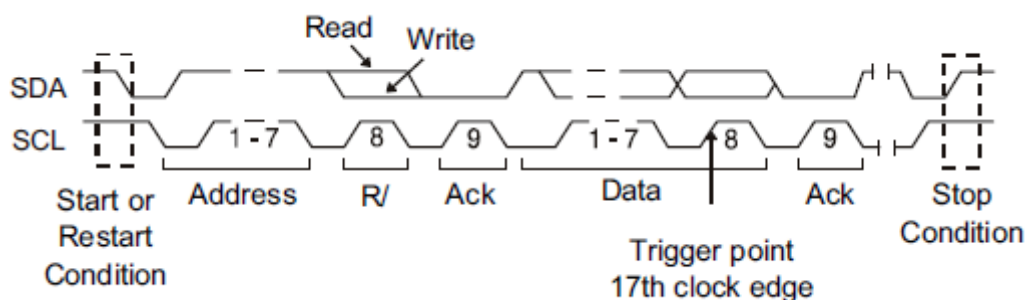 Read
Write
SDA
SCL
1 - 7
8
9
1 - 7
8
9
Address
R/
Ack
Data
Ack
Start or
Restart
Condition
Trigger point
17th clock edge
Stop
Condition